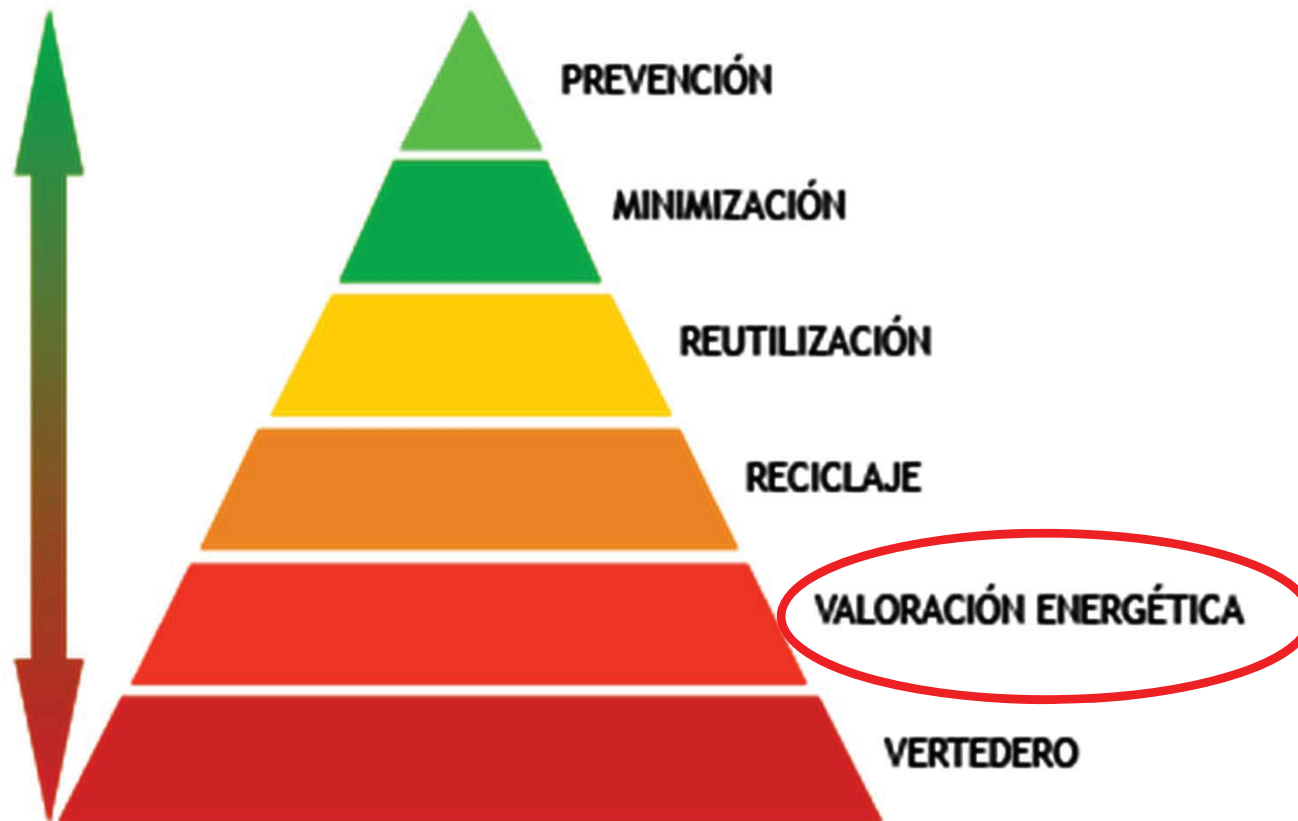 PREVENCIÓN
MINIMIZACIÓN
REUTILIZACIÓN
RECICLAJE
VALORACIÓN ENERGÉTICA
VERTEDERO